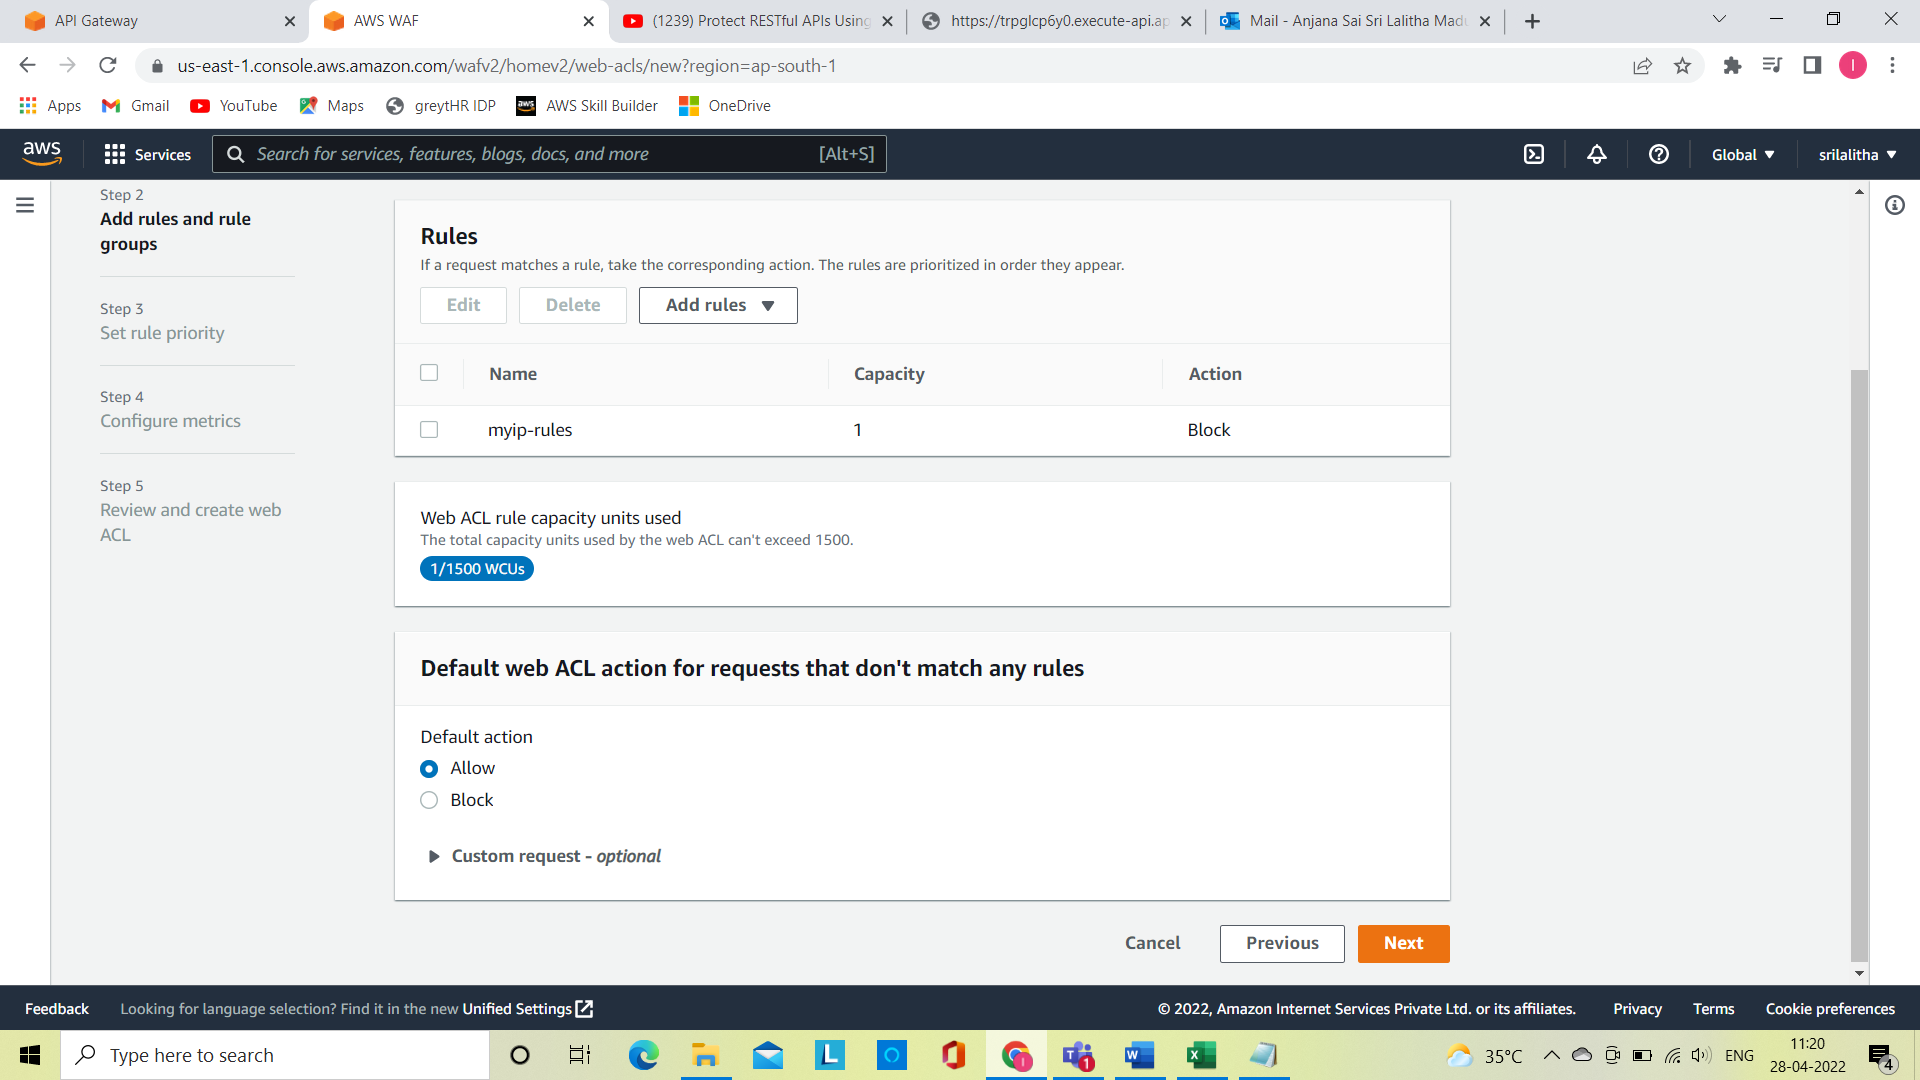 API Gateway
AWS WAF
(1239) Protect RESTful APIs Using
https://trpglcp6y0.execute-api.ap
Mail - Anjana Sai Sri Lalitha Madu
us-east-1.console.aws.amazon.com/wafv2/homev2/web-acls/new?region=ap-south-1
I
Apps
Gmail
YouTube
Maps
greytHR IDP
aws
AWS Skill Builder
OneDrive
aws
Services
Search for services, features, blogs, docs, and more
[Alt+S]
Global
srilalitha
Step 2
Add rules and rule
groups
Step 3
Set rule priority
Step 4
Configure metrics
Step 5
Review and create web
ACL
Rules
If a request matches a rule, take the corresponding action. The rules are prioritized in order they appear.
Edit
Delete
Add rules
Name
Capacity
Action
myip-rules
1
Block
Web ACL rule capacity units used
The total capacity units used by the web ACL can't exceed 1500.
1/1500 WCUs
Default web ACL action for requests that don't match any rules
Default action
Allow
Block
Custom request - optional
Cancel
Previous
Next
Feedback
Looking for language selection? Find it in the new Unified Settings
© 2022, Amazon Internet Services Private Ltd. or its affiliates.
Privacy
Terms
Cookie preferences
Type here to search
L
I
T
1
W
X
35°C
ENG
11:20
28-04-2022
4